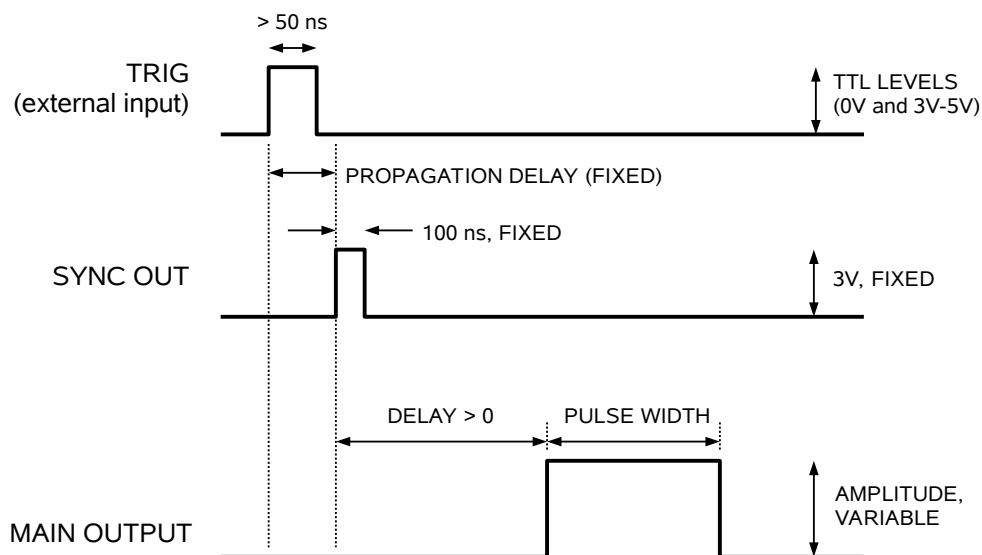 > 50 ns
TRIG
(external input)
TTL LEVELS
(0V and 3V-5V)
PROPAGATION DELAY (FIXED)
100 ns, FIXED
SYNC OUT
3V, FIXED
DELAY > 0
PULSE WIDTH
AMPLITUDE,
VARIABLE
MAIN OUTPUT